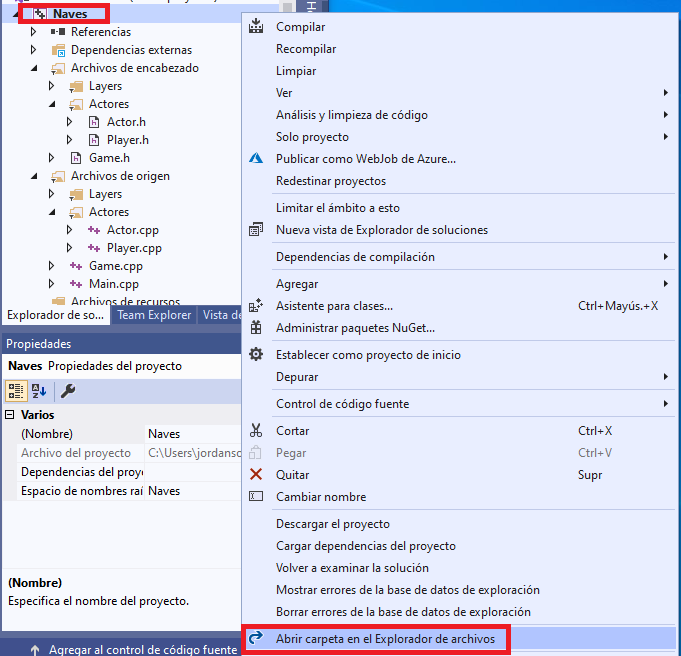 Naves
Referencias
Dependencias externas
Archivos de encabezado
Layers
Actores
Actor.h
Player.h
Game.h
Archivos de origen
Layers
Actores
Actor.cpp
Player.cpp
Game.cpp
Main.cpp
Archivos de recursos
Explorador de so...
Team Explorer
Vista de
Propiedades
Naves Propiedades del proyecto
Varios
(Nombre) Naves
Archivo del proyecto C:\Users\jordanso
Dependencias del proye
Espacio de nombres raí Naves
(Nombre)
Especifica el nombre del proyecto.
Agregar al control de código fuente
Compilar
Recompilar
Limpiar
Ver
Análisis y limpieza de código
Solo proyecto
Publicar como WebJob de Azure...
Redestinar proyectos
Limitar el ámbito a esto
Nueva vista de Explorador de soluciones
Dependencias de compilación
Agregar
Asistente para clases... Ctrl+Mayús.+X
Administrar paquetes NuGet...
Establecer como proyecto de inicio
Depurar
Control de código fuente
Cortar Ctrl+X
Pegar Ctrl+V
Quitar Supr
Cambiar nombre
Descargar el proyecto
Cargar dependencias del proyecto
Volver a examinar la solución
Mostrar errores de la base de datos de exploración
Borrar errores de la base de datos de exploración
Abrir carpeta en el Explorador de archivos